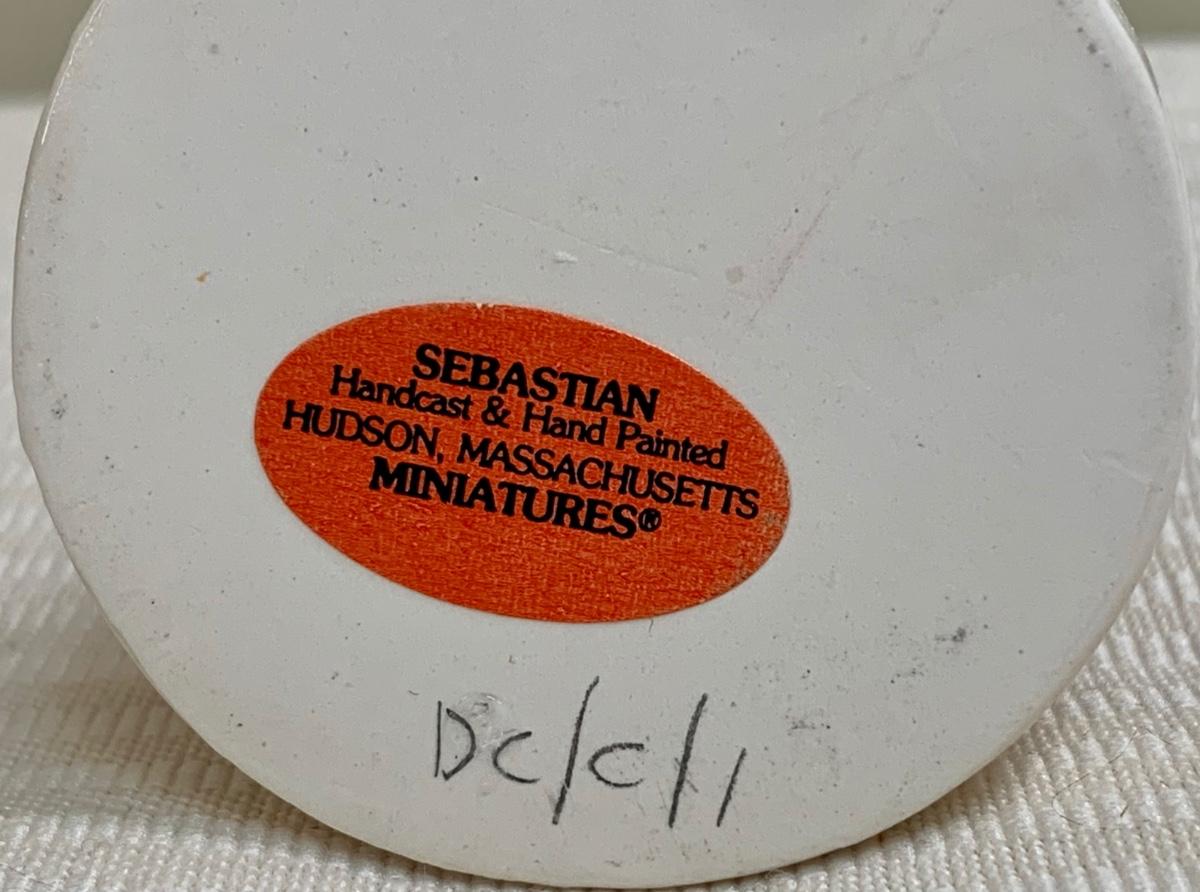 SEBASTIAN
Handcast & Hand Painted
HUDSON, MASSACHUSETTS
MINIATURES®
DC/C/1